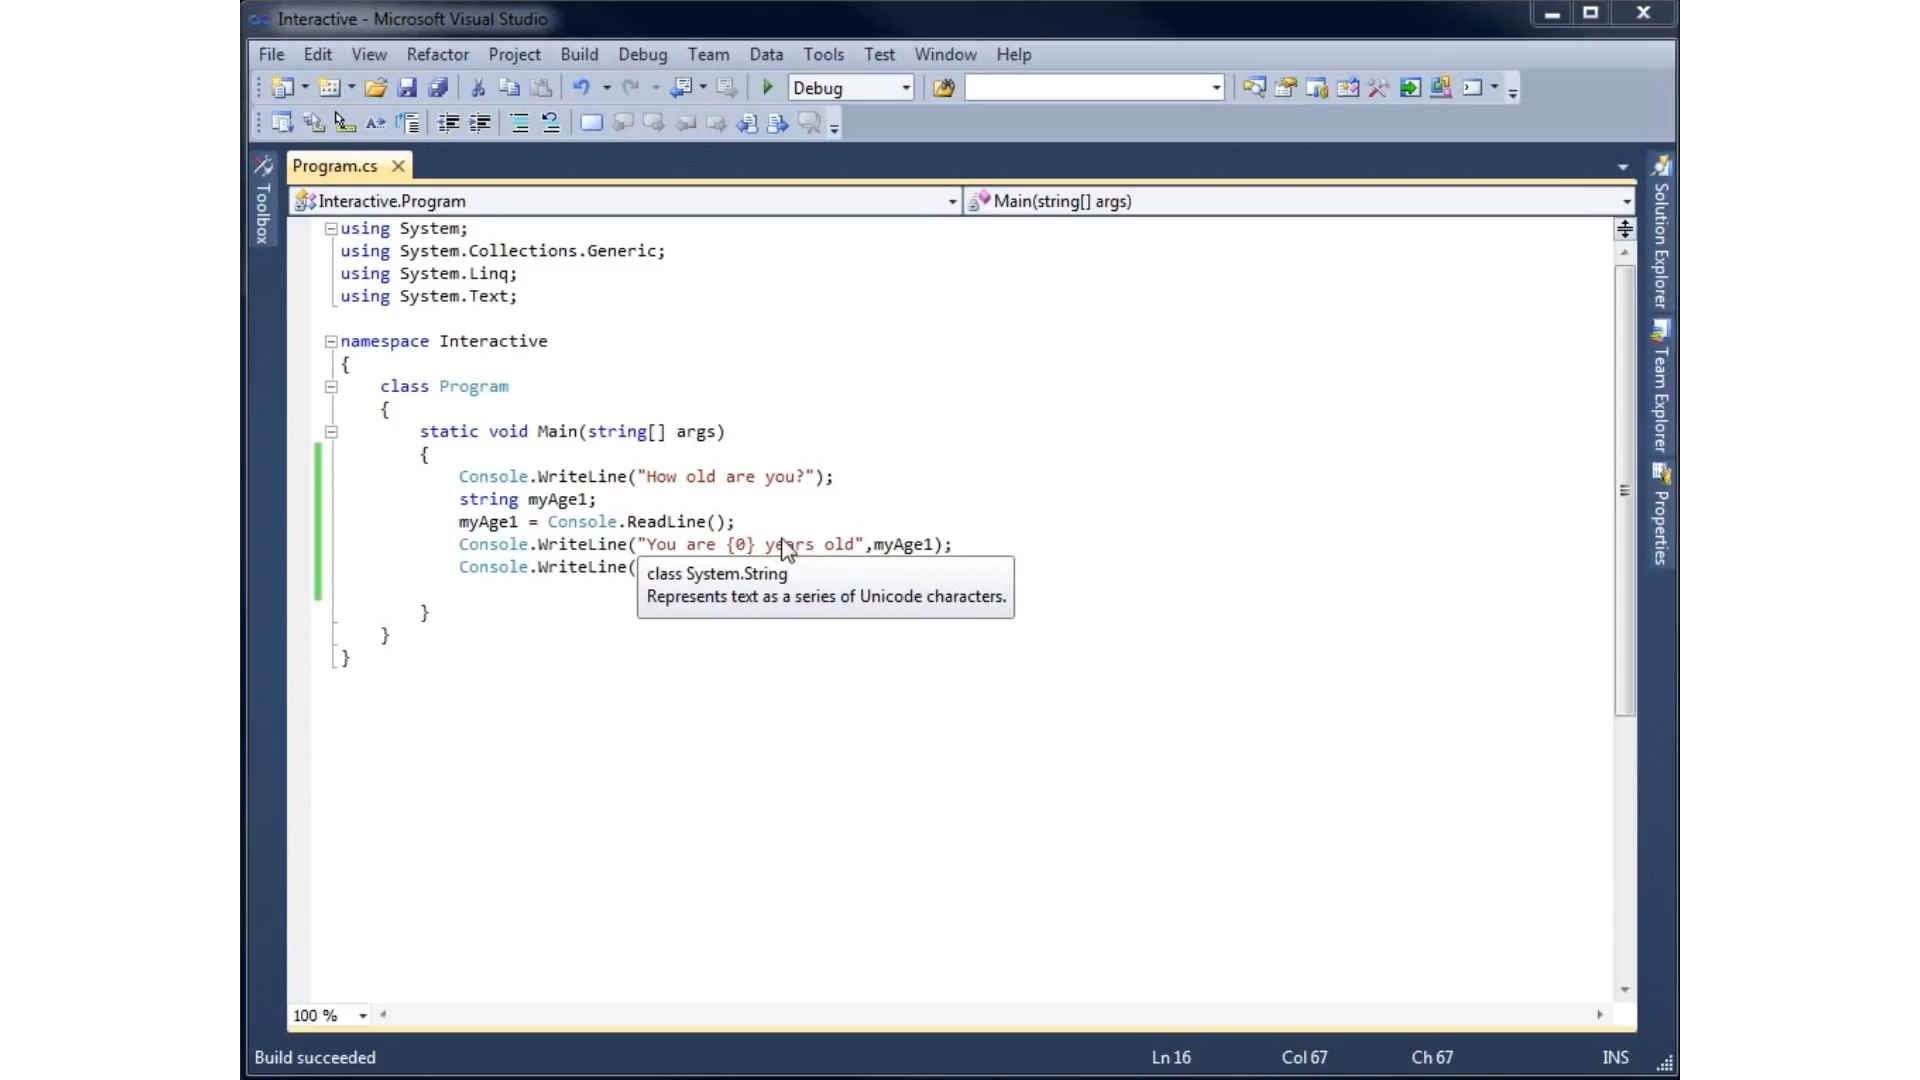 Interactive - Microsoft Visual Studio
File Edit View Refactor Project Build Debug Team Data Tools Test Window Help
Debug
Program.cs
Interactive.Program
Main(string[] args)
Toolbox
using System;
using System.Collections.Generic;
using System.Linq;
using System.Text;
namespace Interactive
{
class Program
{
static void Main(string[] args)
{
Console.WriteLine("How old are you?");
string myAge1;
myAge1 = Console.ReadLine();
Console.WriteLine("You are {0} years old",myAge1);
Console.WriteLine(
class System.String
Represents text as a series of Unicode characters.
}
}
}
Solution Explorer
Team Explorer
Properties
100 %
Build succeeded
Ln 16
Col 67
Ch 67
INS